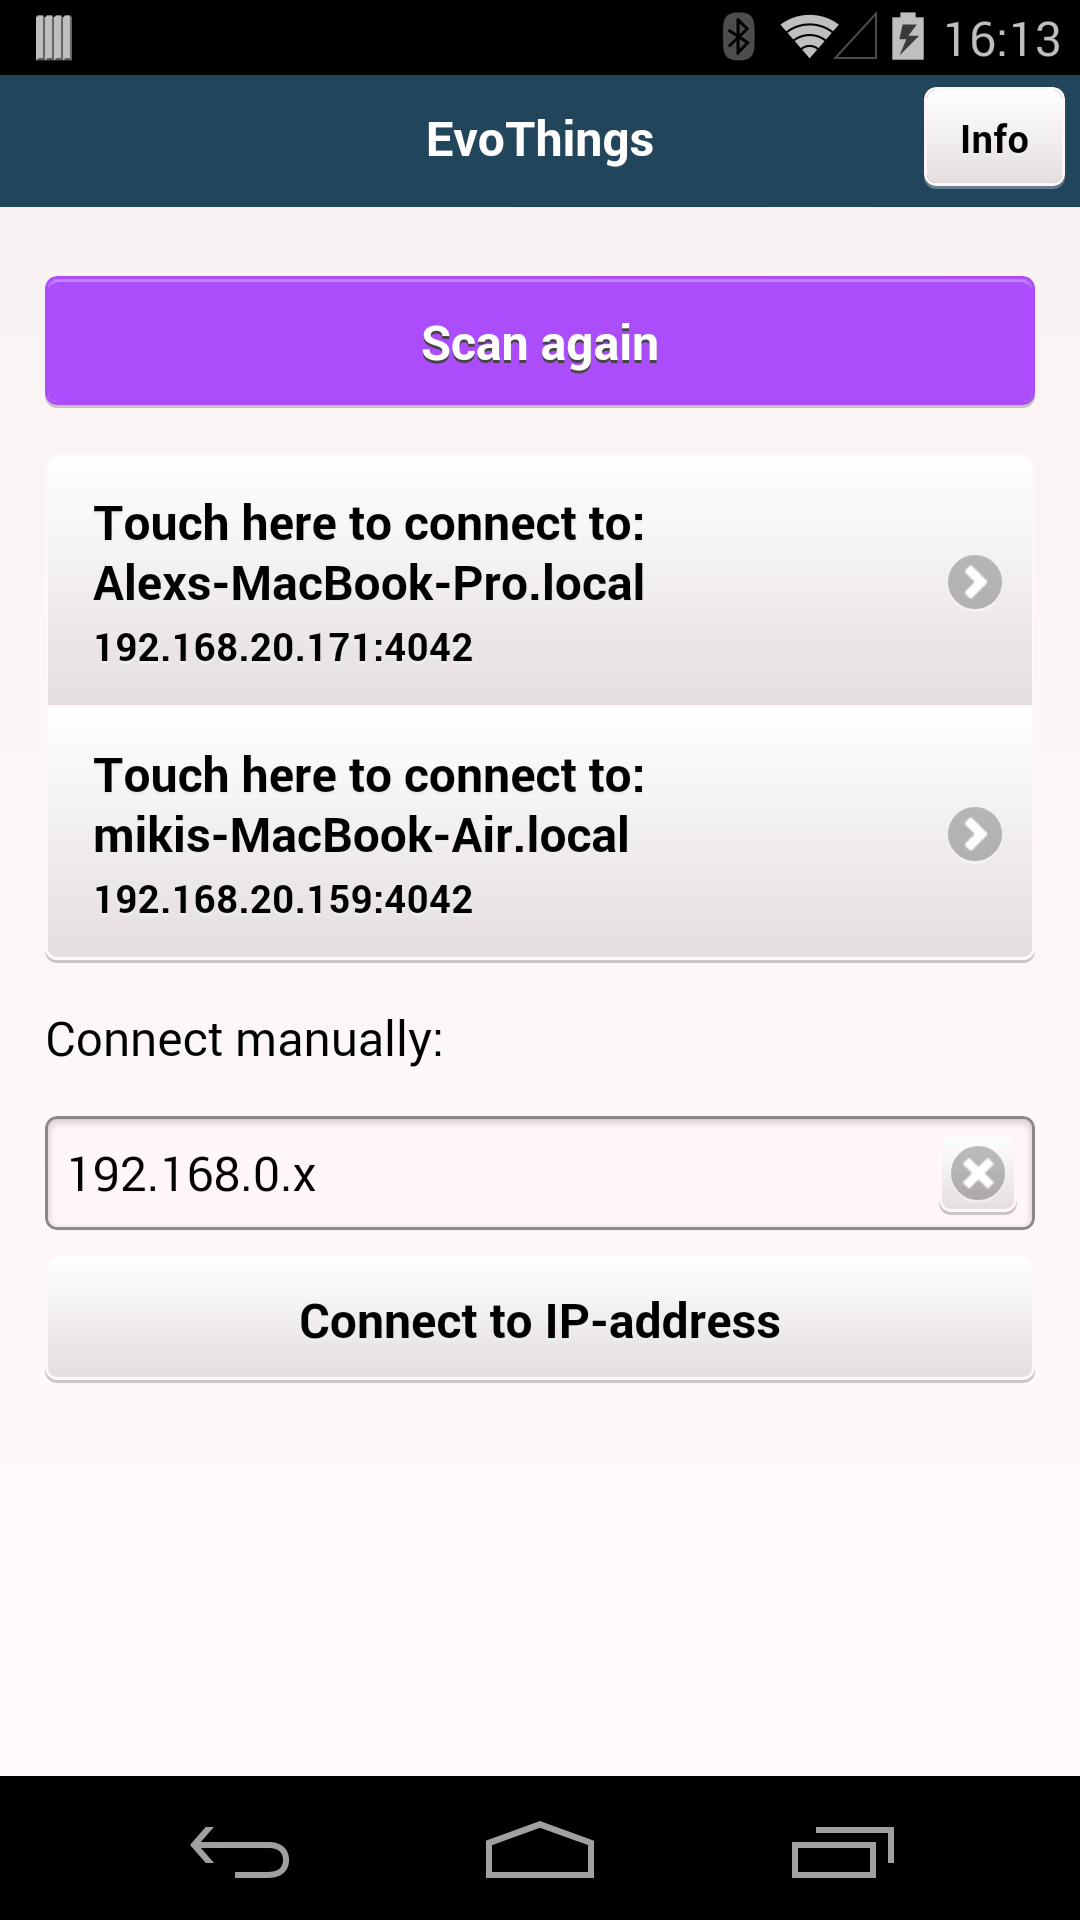 16:13
EvoThings
Info
Scan again
Touch here to connect to:
Alexs-MacBook-Pro.local
192.168.20.171:4042
Touch here to connect to:
mikis-MacBook-Air.local
192.168.20.159:4042
Connect manually:
192.168.0.x
Connect to IP-address